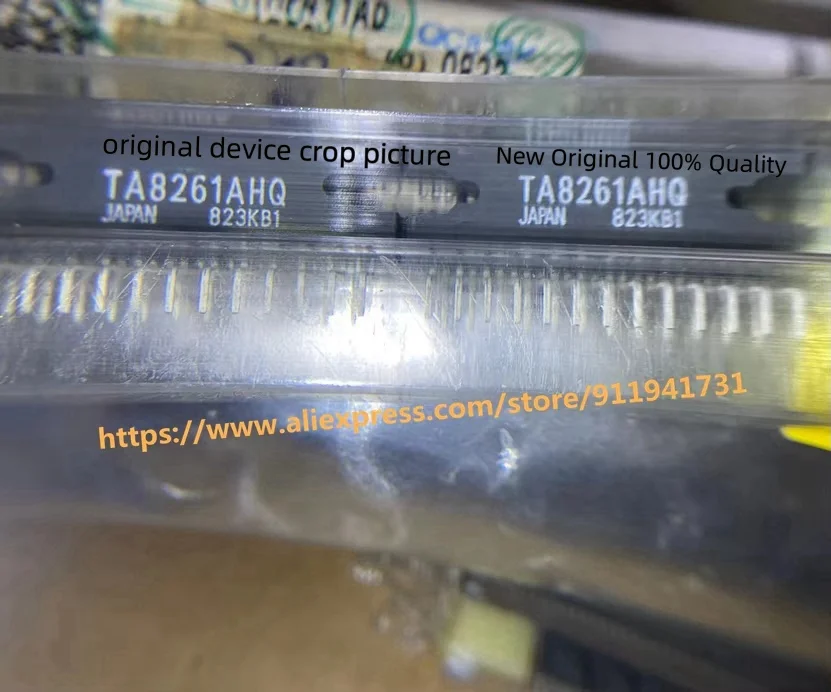 original device crop picture
New Original 100% Quality
TA8261AHQ
JAPAN 823KB1
TA8261AHQ
JAPAN 823KB1
https://www.aliexpress.com/store/911941731